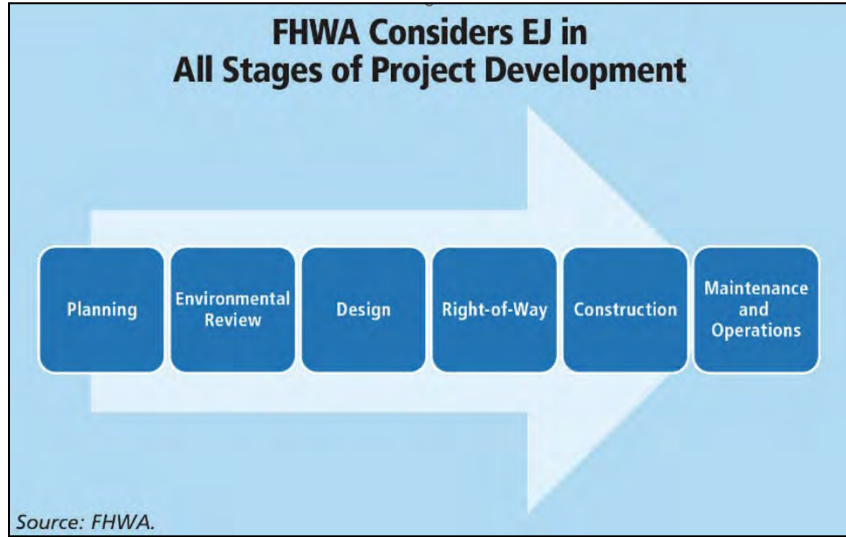 FHWA Considers EJ in
All Stages of Project Development
Planning
Environmental
Review
Design
Right-of-Way
Construction
Maintenance
and
Operations
Source: FHWA.